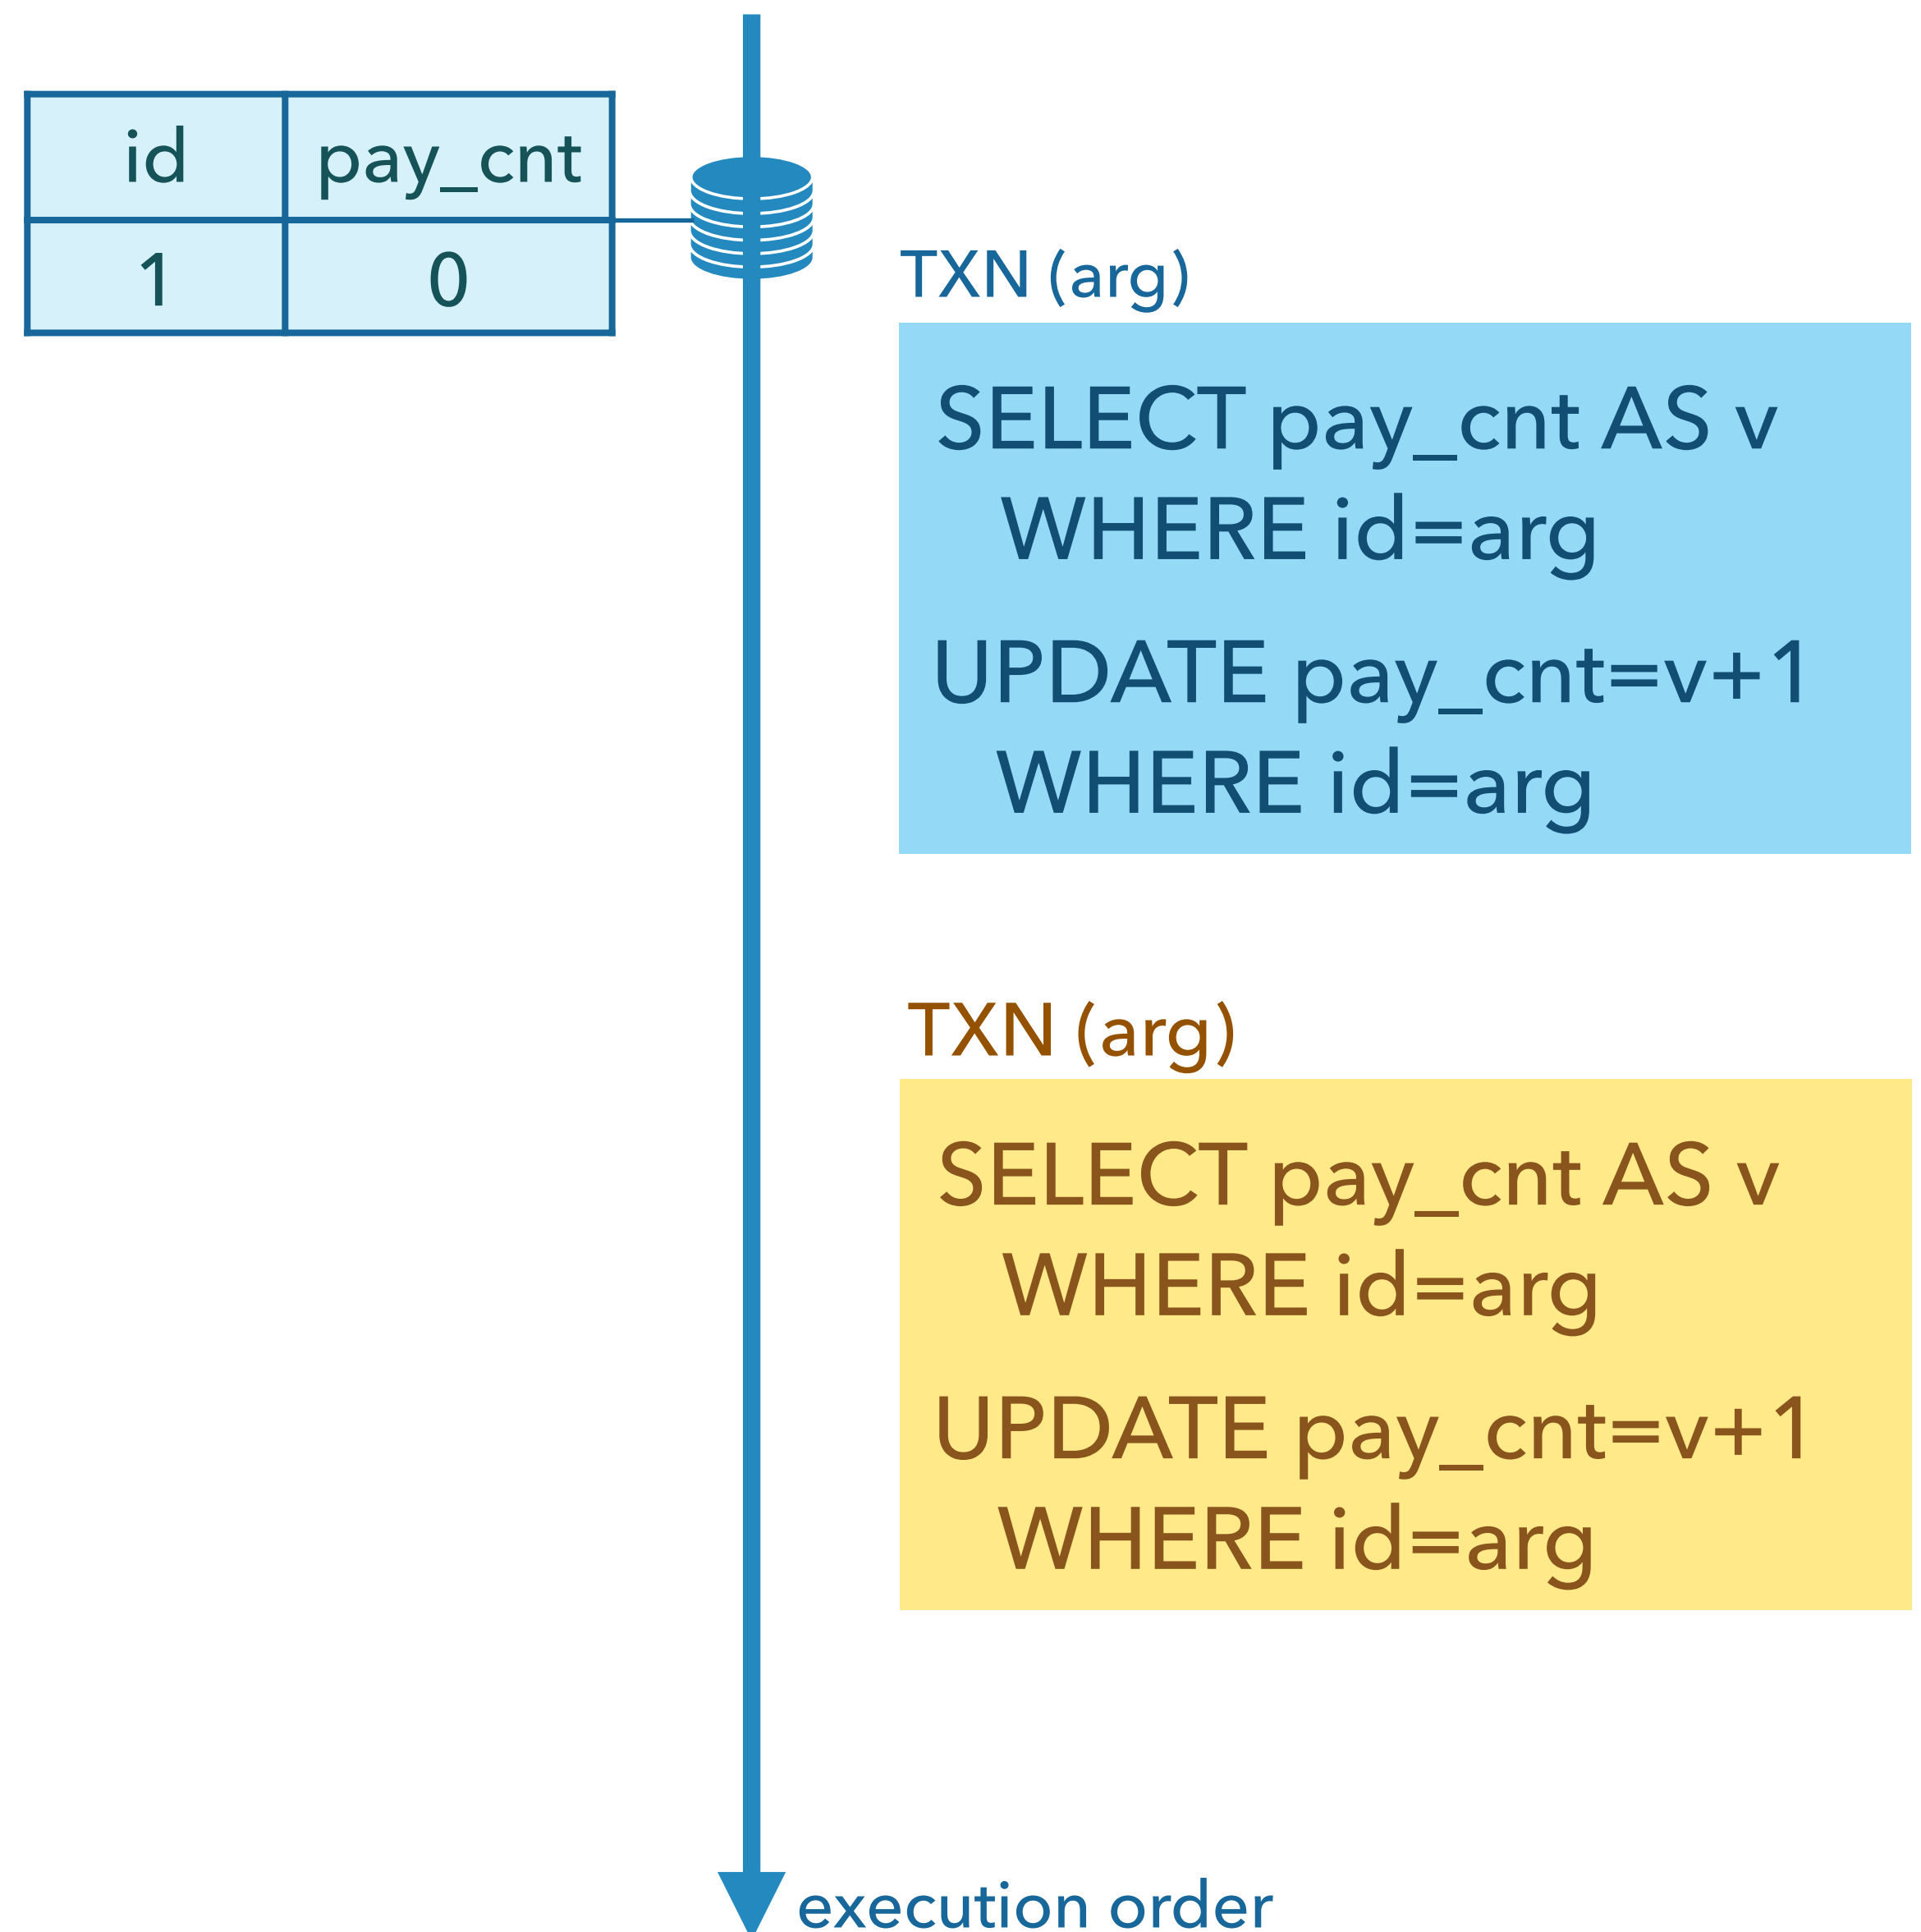 id pay_cnt
1 0
TXN (arg)
SELECT pay_cnt AS v
WHERE id=arg
UPDATE pay_cnt=v+1
WHERE id=arg
TXN (arg)
SELECT pay_cnt AS v
WHERE id=arg
UPDATE pay_cnt=v+1
WHERE id=arg
execution order